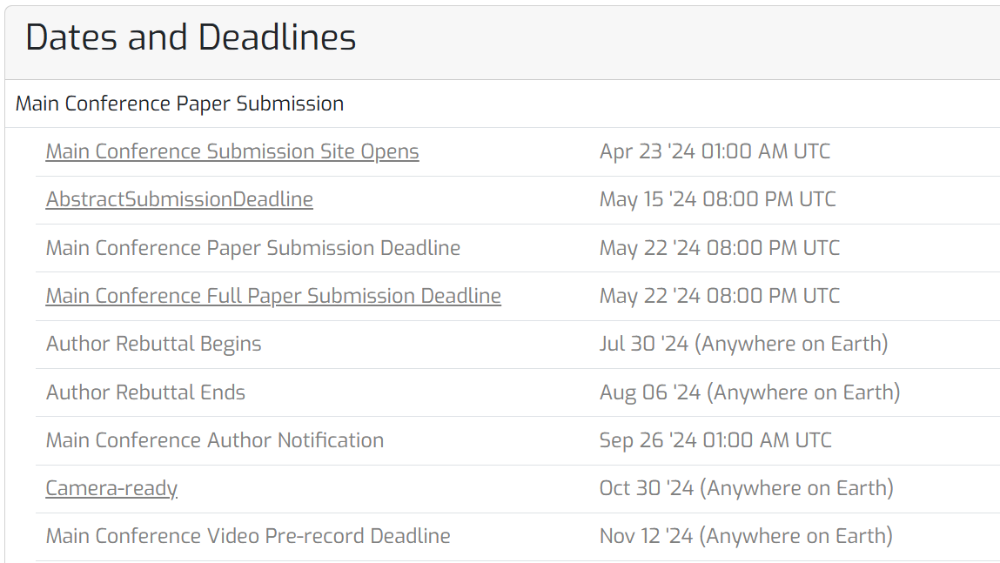 Dates and Deadlines
Main Conference Paper Submission
Main Conference Submission Site Opens Apr 23 '24 01:00 AM UTC
AbstractSubmissionDeadline May 15 '24 08:00 PM UTC
Main Conference Paper Submission Deadline May 22 '24 08:00 PM UTC
Main Conference Full Paper Submission Deadline May 22 '24 08:00 PM UTC
Author Rebuttal Begins Jul 30 '24 (Anywhere on Earth)
Author Rebuttal Ends Aug 06 '24 (Anywhere on Earth)
Main Conference Author Notification Sep 26 '24 01:00 AM UTC
Camera-ready Oct 30 '24 (Anywhere on Earth)
Main Conference Video Pre-record Deadline Nov 12 '24 (Anywhere on Earth)